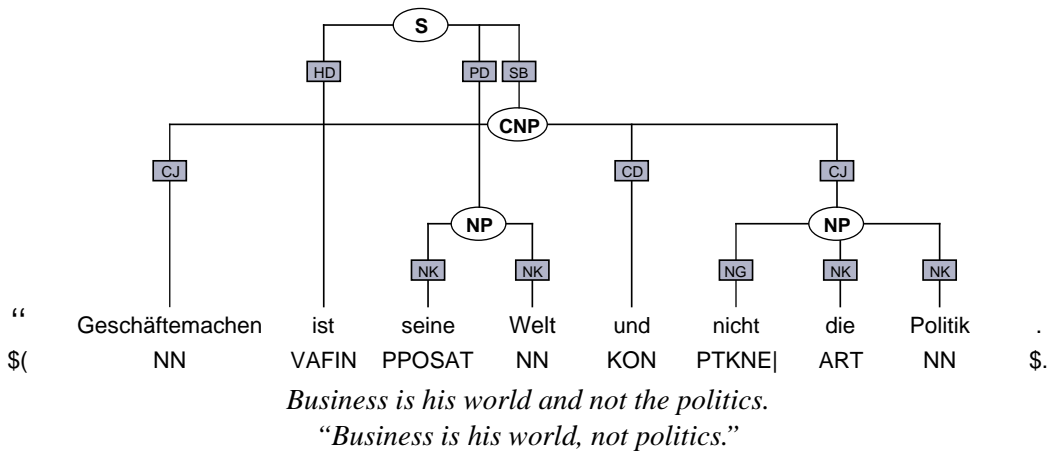 S
HD PD SB
CNP
CJ CD CJ
NP NP
NK NK NG NK NK
“ Geschäftemachen ist seine Welt und nicht die Politik .
$( NN VAFIN PPOSAT NN KON PTKNE| ART NN $.
Business is his world and not the politics.
“Business is his world, not politics.”